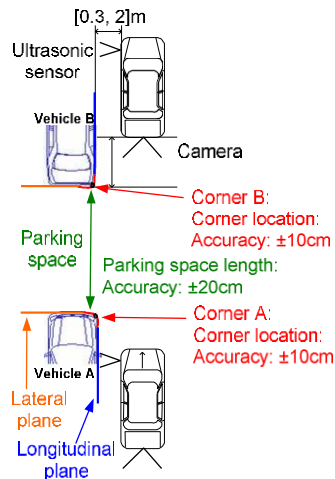 [0.3, 2]m
Ultrasonic
sensor
Vehicle B
Camera
Corner B:
Corner location:
Accuracy: ±10cm
Parking
space
Parking space length:
Accuracy: ±20cm
Corner A:
Corner location:
Accuracy: ±10cm
Vehicle A
Lateral
plane
Longitudinal
plane